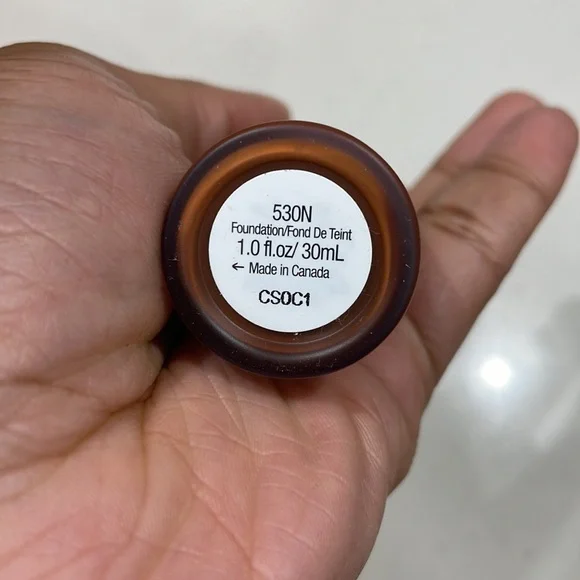 530N
Foundation/Fond De Teint
1.0 fl.oz/ 30mL
← Made in Canada
CS0C1